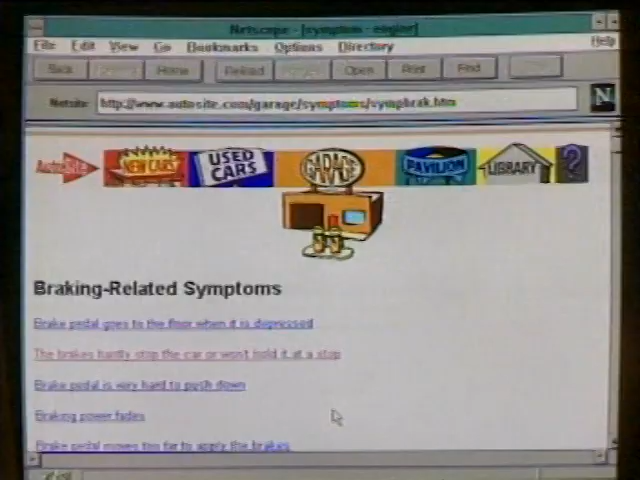 Netscape - [symptom - engine]
File Edit View Go Bookmarks Options Directory Help
Back Home Reload Open Print Find
Netsite: http://www.autosite.com/garage/symptoms/sympbrak.htm
N
AutoSite NEW CARS USED CARS GARAGE PAVILION LIBRARY ?
Braking-Related Symptoms
Brake pedal goes to the floor when it is depressed
The brakes hardly stop the car or won't hold it at a stop
Brake pedal is very hard to push down
Braking power fades
Brake pedal moves too far to apply the brakes